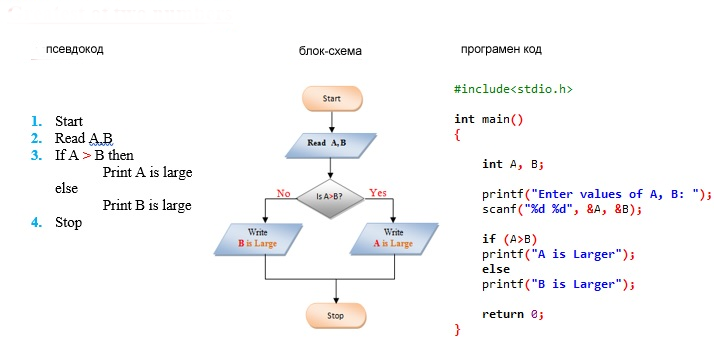 псевдокод
1. Start
2. Read A,B
3. If A > B then
Print A is large
else
Print B is large
4. Stop
блок-схема
Start
Read A,B
Is A>B?
No
Yes
Write
B is Large
Write
A is Large
Stop
програмен код
#include<stdio.h>
int main()
{
int A, B;
printf("Enter values of A, B: ");
scanf("%d %d", &A, &B);
if (A>B)
printf("A is Larger");
else
printf("B is Larger");
return 0;
}